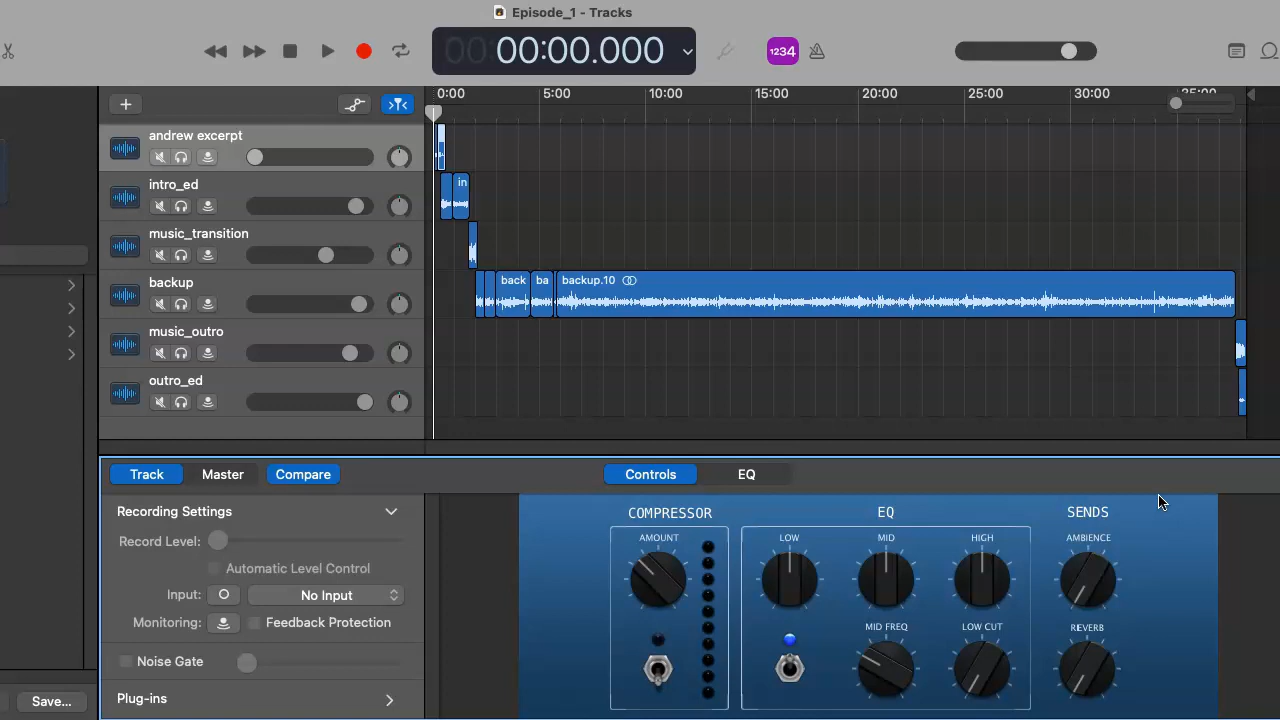 Episode_1 - Tracks
00:00.000
1234
0:00 5:00 10:00 15:00 20:00 25:00 30:00 35:00
andrew excerpt
intro_ed
in
music_transition
backup
back ba backup.10
music_outro
outro_ed
Track Master Compare Controls EQ
Recording Settings
Record Level:
Automatic Level Control
Input: No Input
Monitoring: Feedback Protection
Noise Gate
Plug-ins
Save...
COMPRESSOR EQ SENDS
AMOUNT LOW MID HIGH AMBIENCE
MID FREQ LOW CUT REVERB